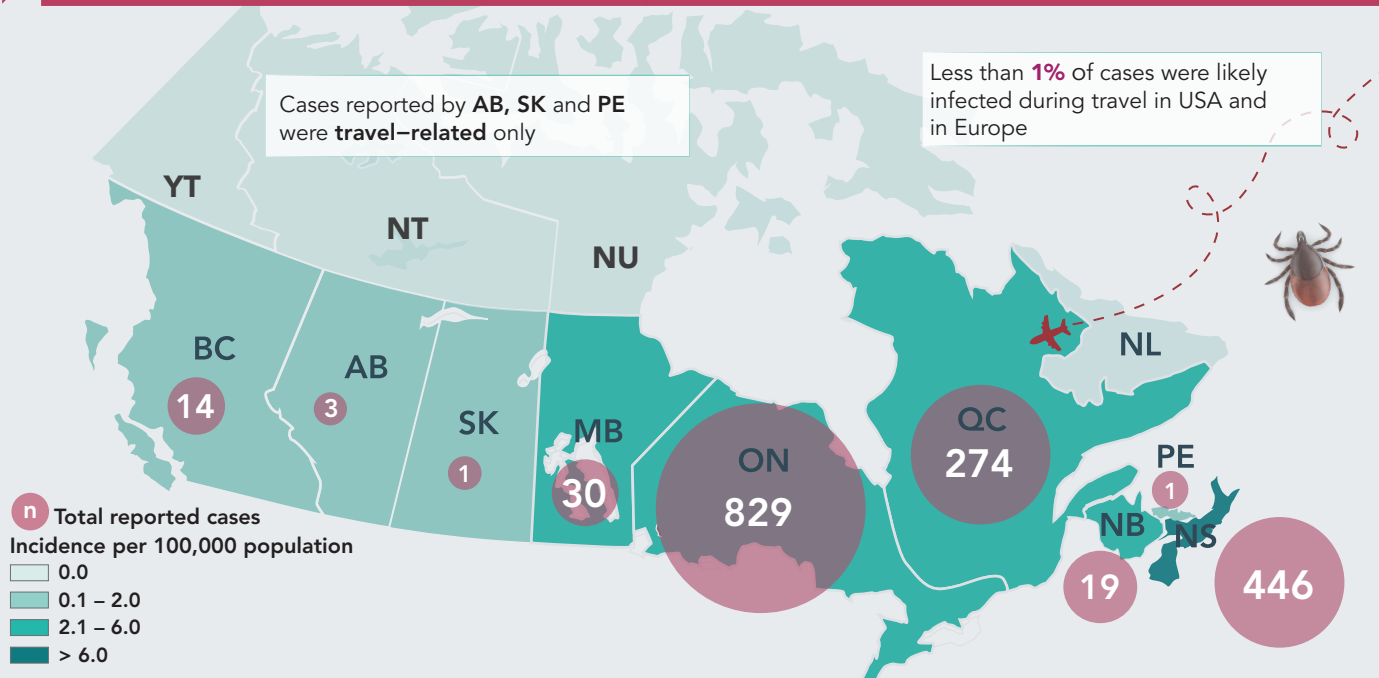 Cases reported by AB, SK and PE
were travel–related only
Less than 1% of cases were likely
infected during travel in USA and
in Europe
YT
NT
NU
BC
14
AB
3
SK
1
MB
30
ON
829
QC
274
NL
PE
1
NB
19
NS
446
n Total reported cases
Incidence per 100,000 population
0.0
0.1 – 2.0
2.1 – 6.0
> 6.0